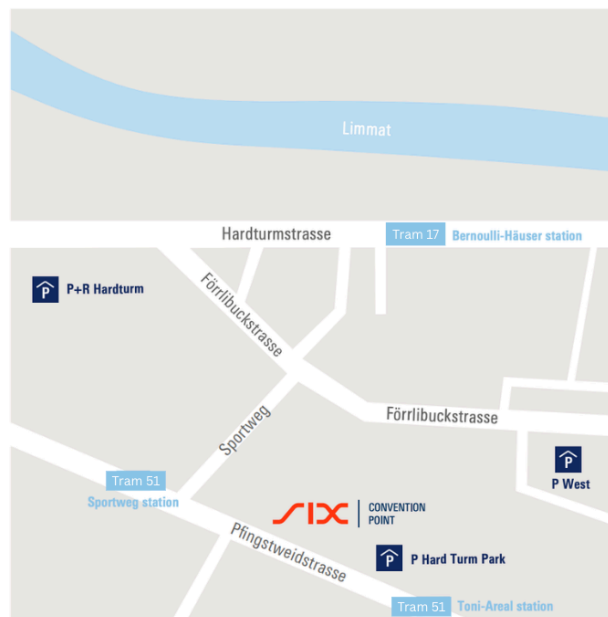 Limmat
Hardturmstrasse
Tram 17
Bernoulli-Häuser station
P
P+R Hardturm
Förrlibuckstrasse
Förrlibuckstrasse
Sportweg
P
P West
Tram 51
Sportweg station
SIX
CONVENTION
POINT
Pfingstweidstrasse
P
P Hard Turm Park
Tram 51
Toni-Areal station